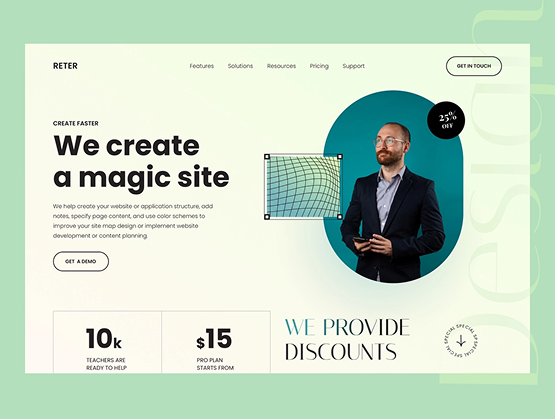 Design
RETER
Features
Solutions
Resources
Pricing
Support
GET IN TOUCH
CREATE FASTER
We create
a magic site
25%
OFF
We help create your website or application structure, add
notes, specify page content, and use color schemes to
improve your site map design or implement website
development or content planning.
GET A DEMO
10k
TEACHERS ARE
READY TO HELP
$15
PRO PLAN
STARTS FROM
WE PROVIDE
DISCOUNTS
SPECIAL SPECIAL SPECIAL SPECIAL